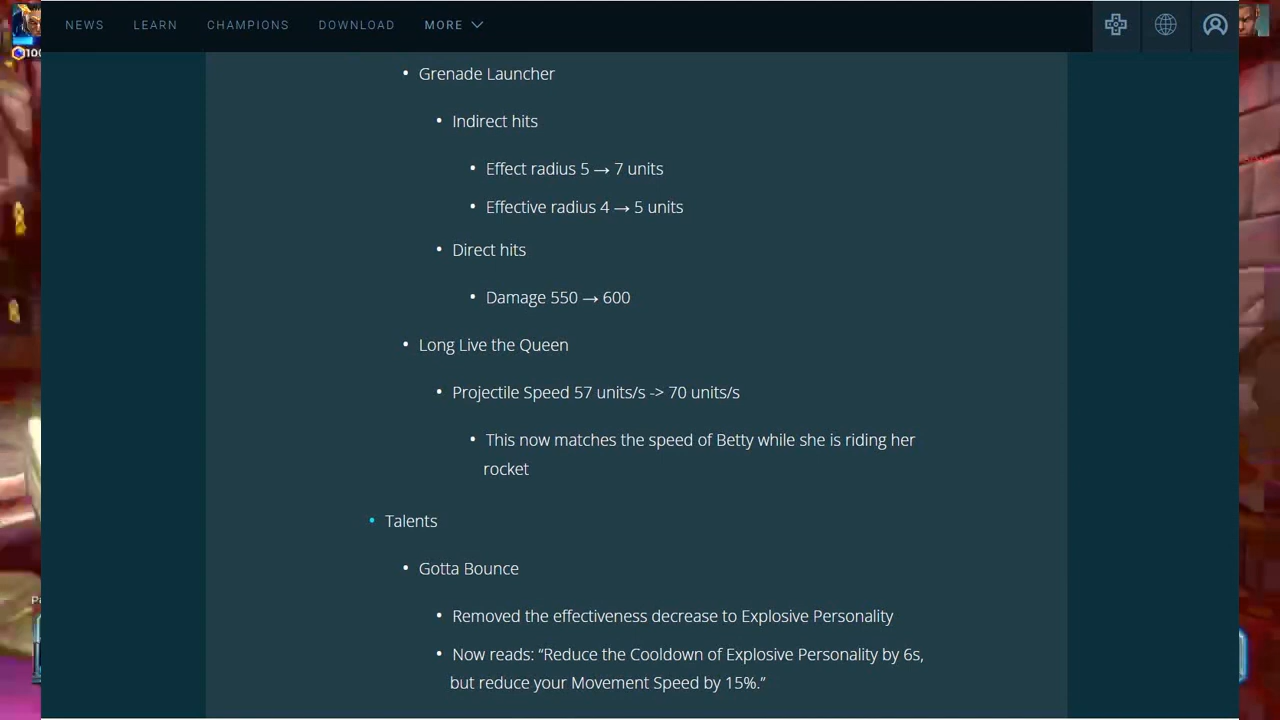 NEWS LEARN CHAMPIONS DOWNLOAD MORE
100
• Grenade Launcher
• Indirect hits
• Effect radius 5 → 7 units
• Effective radius 4 → 5 units
• Direct hits
• Damage 550 → 600
• Long Live the Queen
• Projectile Speed 57 units/s -> 70 units/s
• This now matches the speed of Betty while she is riding her
rocket
• Talents
• Gotta Bounce
• Removed the effectiveness decrease to Explosive Personality
• Now reads: “Reduce the Cooldown of Explosive Personality by 6s,
but reduce your Movement Speed by 15%.”